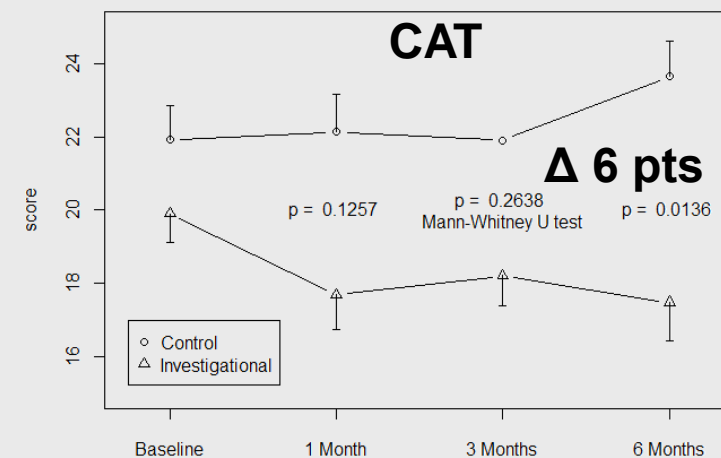 CAT
24
22
20
18
16
score
Δ 6 pts
p = 0.1257
p = 0.2638
Mann-Whitney U test
p = 0.0136
Control
Investigational
Baseline
1 Month
3 Months
6 Months